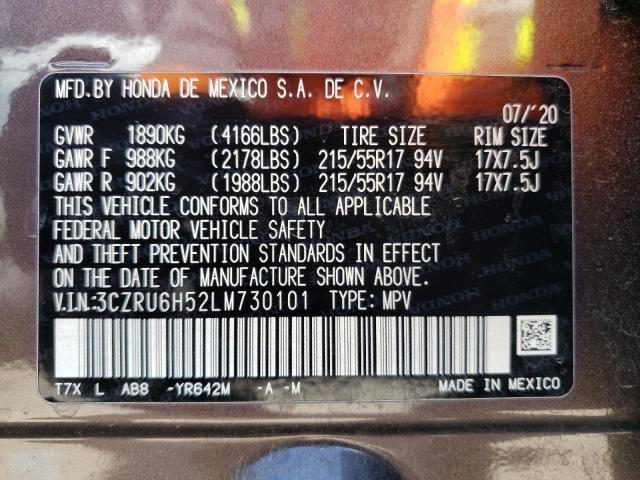 MFD.BY HONDA DE MEXICO S.A. DE C.V.
07/'20
GVWR 1890KG (4166LBS) TIRE SIZE RIM SIZE
GAWR F 988KG (2178LBS) 215/55R17 94V 17X7.5J
GAWR R 902KG (1988LBS) 215/55R17 94V 17X7.5J
THIS VEHICLE CONFORMS TO ALL APPLICABLE
FEDERAL MOTOR VEHICLE SAFETY
AND THEFT PREVENTION STANDARDS IN EFFECT
ON THE DATE OF MANUFACTURE SHOWN ABOVE.
V.I.N:3CZRU6H52LM730101 TYPE: MPV
T7X L AB8 -YR642M -A -M MADE IN MEXICO